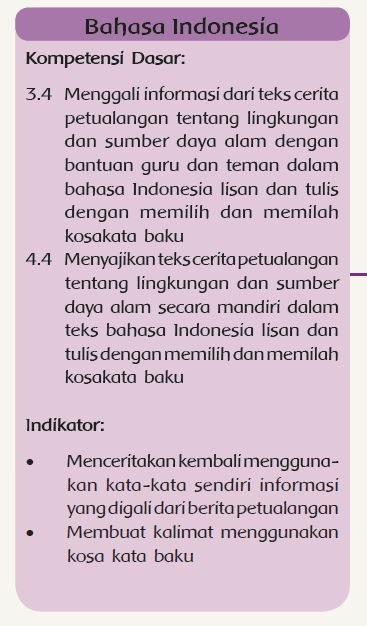 Bahasa Indonesia
Kompetensi Dasar:
3.4 Menggali informasi dari teks cerita
petualangan tentang lingkungan
dan sumber daya alam dengan
bantuan guru dan teman dalam
bahasa Indonesia lisan dan tulis
dengan memilih dan memilah
kosakata baku
4.4 Menyajikan teks cerita petualangan
tentang lingkungan dan sumber
daya alam secara mandiri dalam
teks bahasa Indonesia lisan dan
tulis dengan memilih dan memilah
kosakata baku
Indikator:
• Menceritakan kembali mengguna-
kan kata-kata sendiri informasi
yang digali dari berita petualangan
• Membuat kalimat menggunakan
kosa kata baku